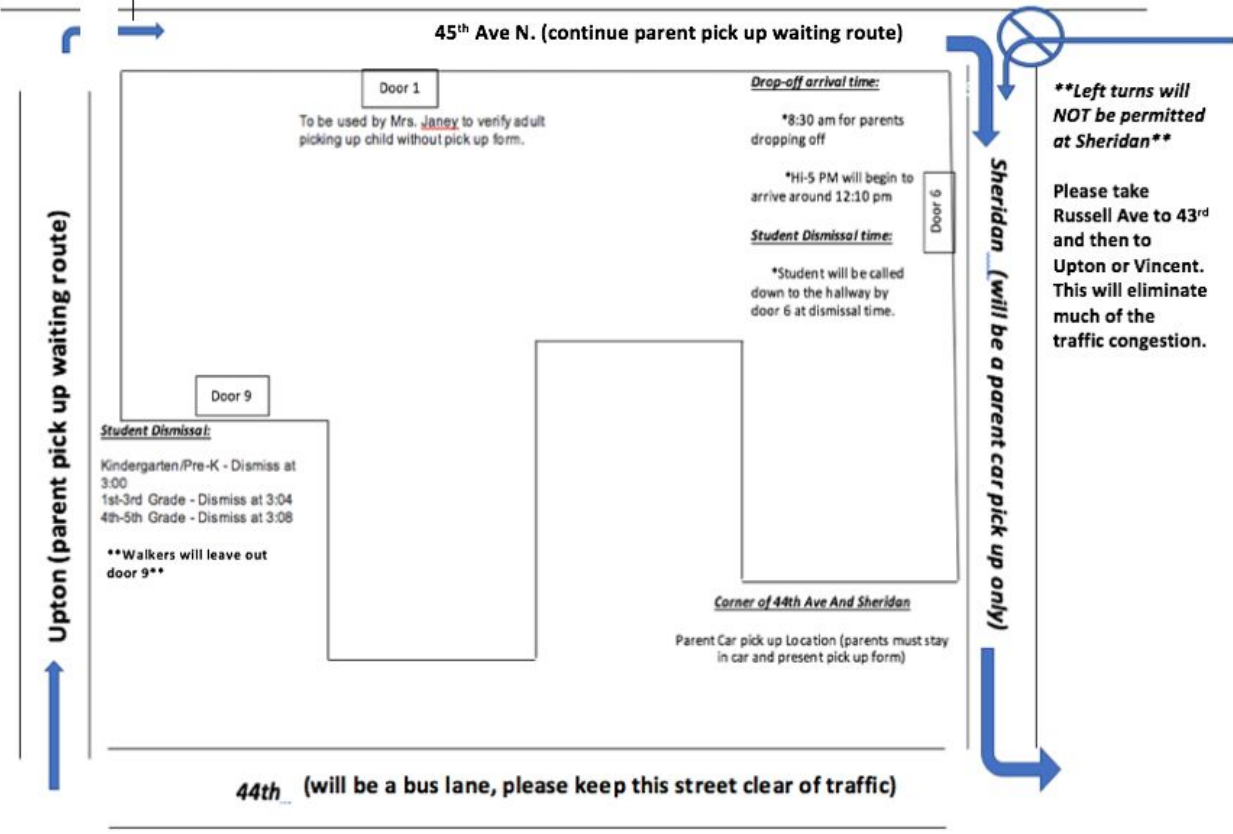 45th Ave N. (continue parent pick up waiting route)
Door 1
To be used by Mrs. Janey to verify adult
picking up child without pick up form.
Drop-off arrival time:
*8:30 am for parents
dropping off
*Hi-5 PM will begin to
arrive around 12:10 pm
Student Dismissal time:
*Student will be called
down to the hallway by
door 6 at dismissal time.
Door 6
Sheridan (will be a parent car pick up only)
**Left turns will
NOT be permitted
at Sheridan**
Please take
Russell Ave to 43rd
and then to
Upton or Vincent.
This will eliminate
much of the
traffic congestion.
Upton (parent pick up waiting route)
Door 9
Student Dismissal:
Kindergarten/Pre-K - Dismiss at
3:00
1st-3rd Grade - Dismiss at 3:04
4th-5th Grade - Dismiss at 3:08
**Walkers will leave out
door 9**
Corner of 44th Ave And Sheridan
Parent Car pick up Location (parents must stay
in car and present pick up form)
44th (will be a bus lane, please keep this street clear of traffic)